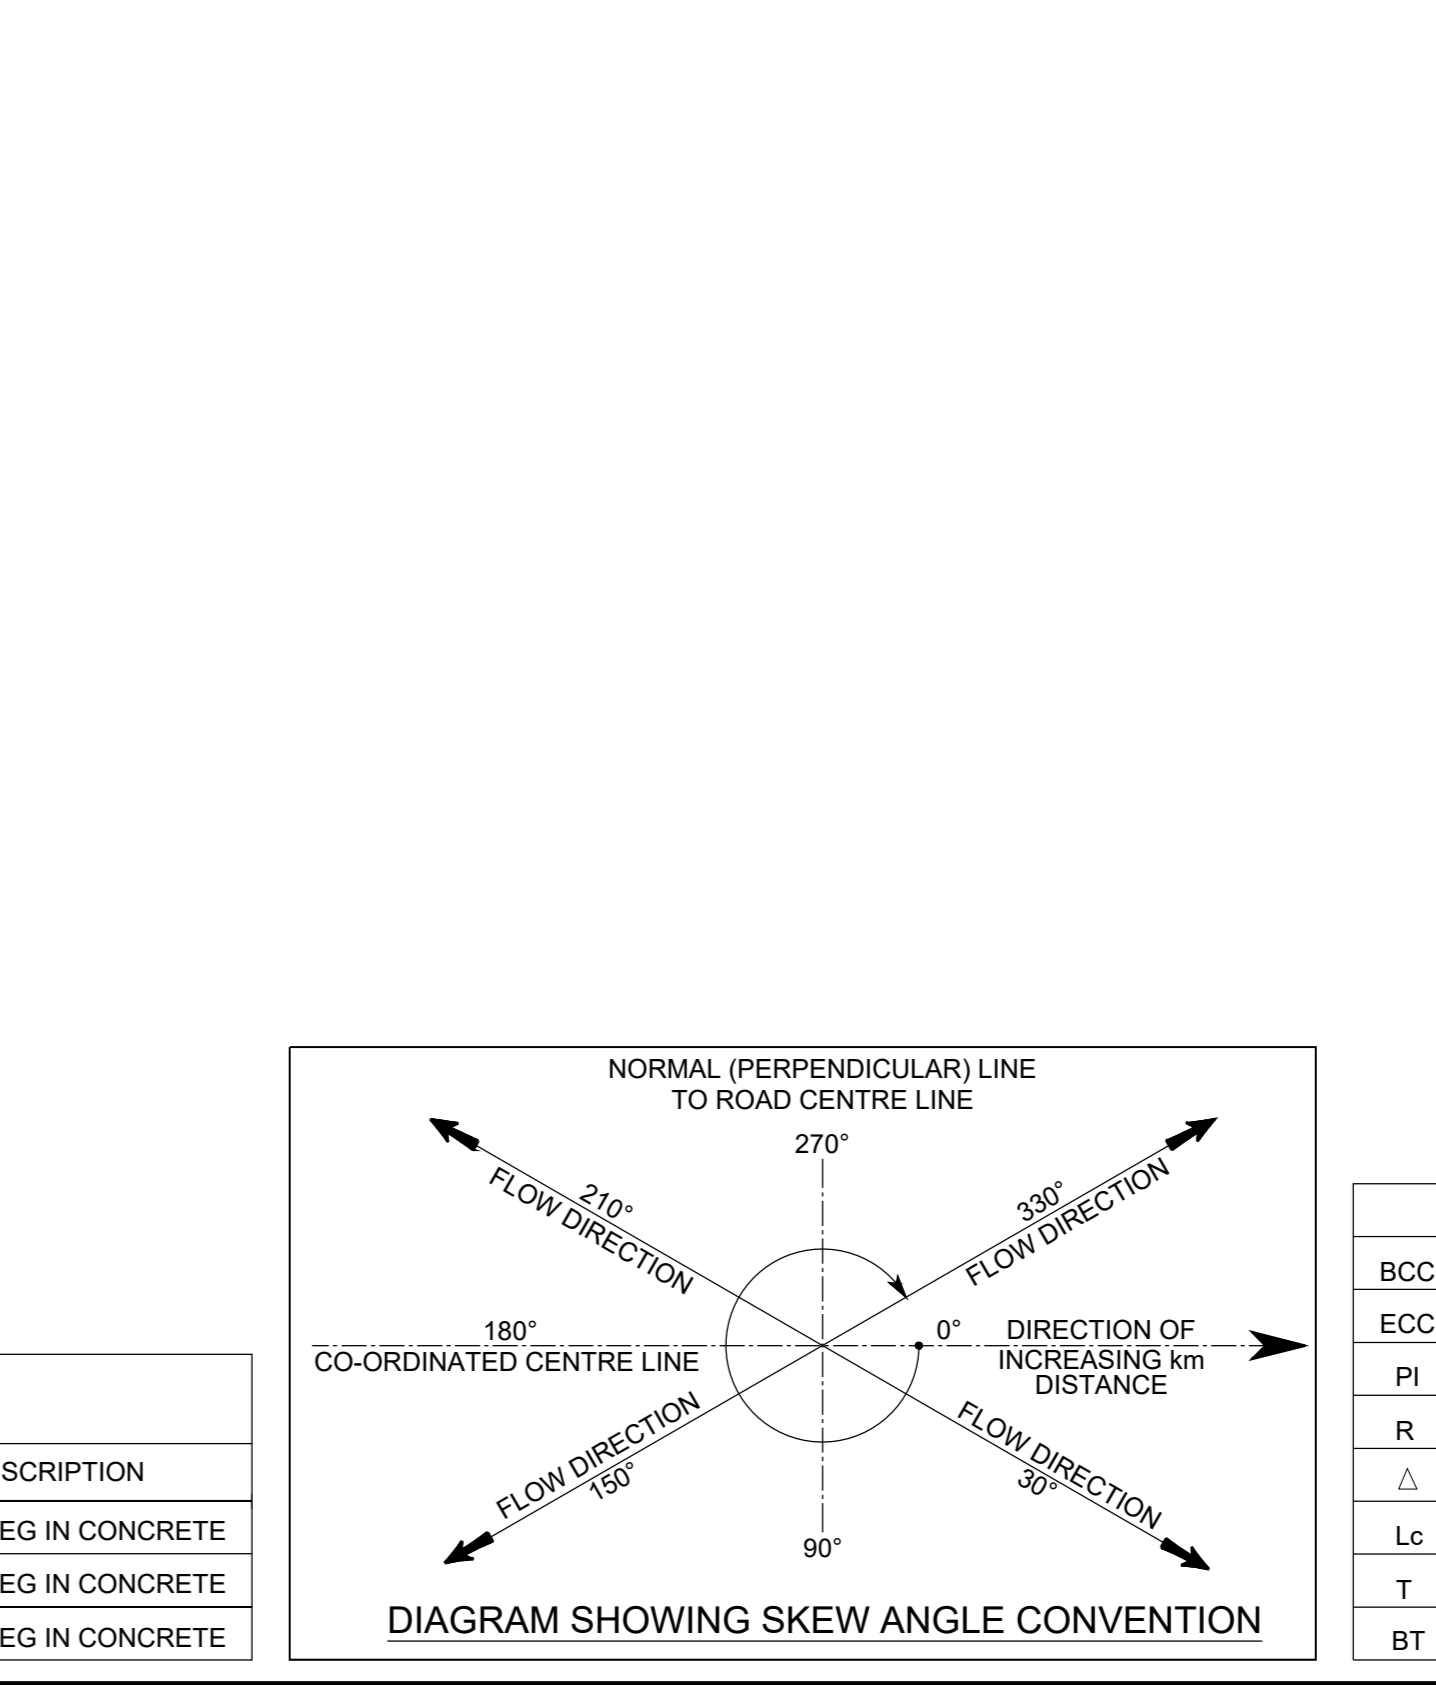 NORMAL (PERPENDICULAR) LINE
TO ROAD CENTRE LINE
270°
210°
FLOW DIRECTION
330°
FLOW DIRECTION
180°
CO-ORDINATED CENTRE LINE
0°
DIRECTION OF
INCREASING km
DISTANCE
FLOW DIRECTION
150°
FLOW DIRECTION
30°
90°
DIAGRAM SHOWING SKEW ANGLE CONVENTION
SCRIPTION
EG IN CONCRETE
EG IN CONCRETE
EG IN CONCRETE
BCC
ECC
PI
R
△
Lc
T
BT